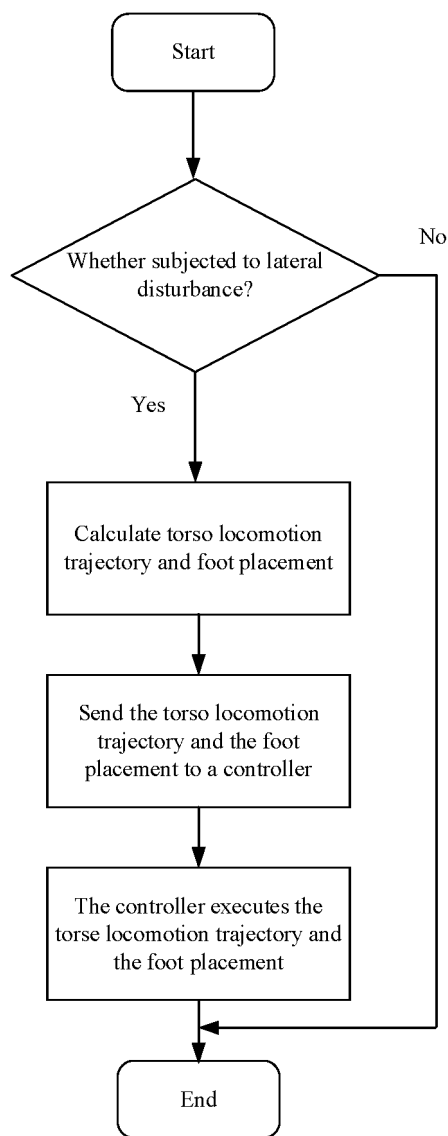 Start
No
Whether subjected to lateral
disturbance?
Yes
Calculate torso locomotion
trajectory and foot placement
Send the torso locomotion
trajectory and the foot
placement to a controller
The controller executes the
torse locomotion trajectory and
the foot placement
End